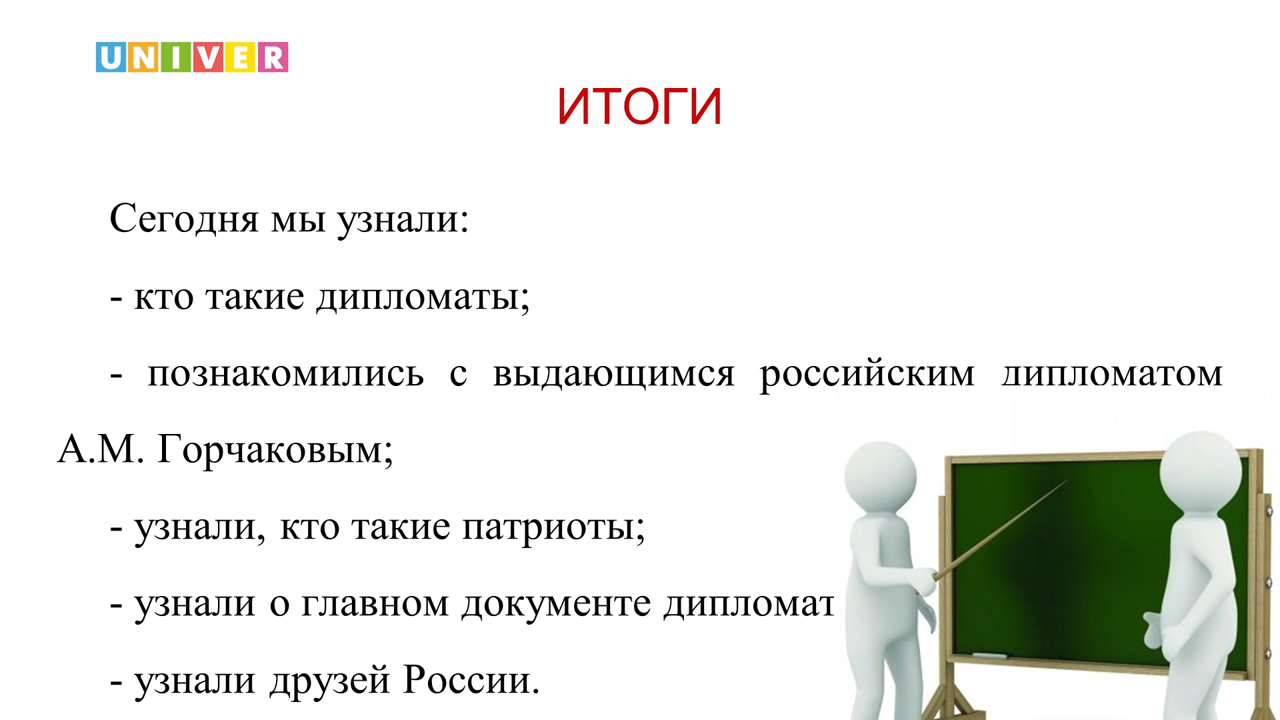 UNIVER
ИТОГИ
Сегодня мы узнали:
- кто такие дипломаты;
- познакомились с выдающимся российским дипломатом
А.М. Горчаковым;
- узнали, кто такие патриоты;
- узнали о главном документе дипломат
- узнали друзей России.